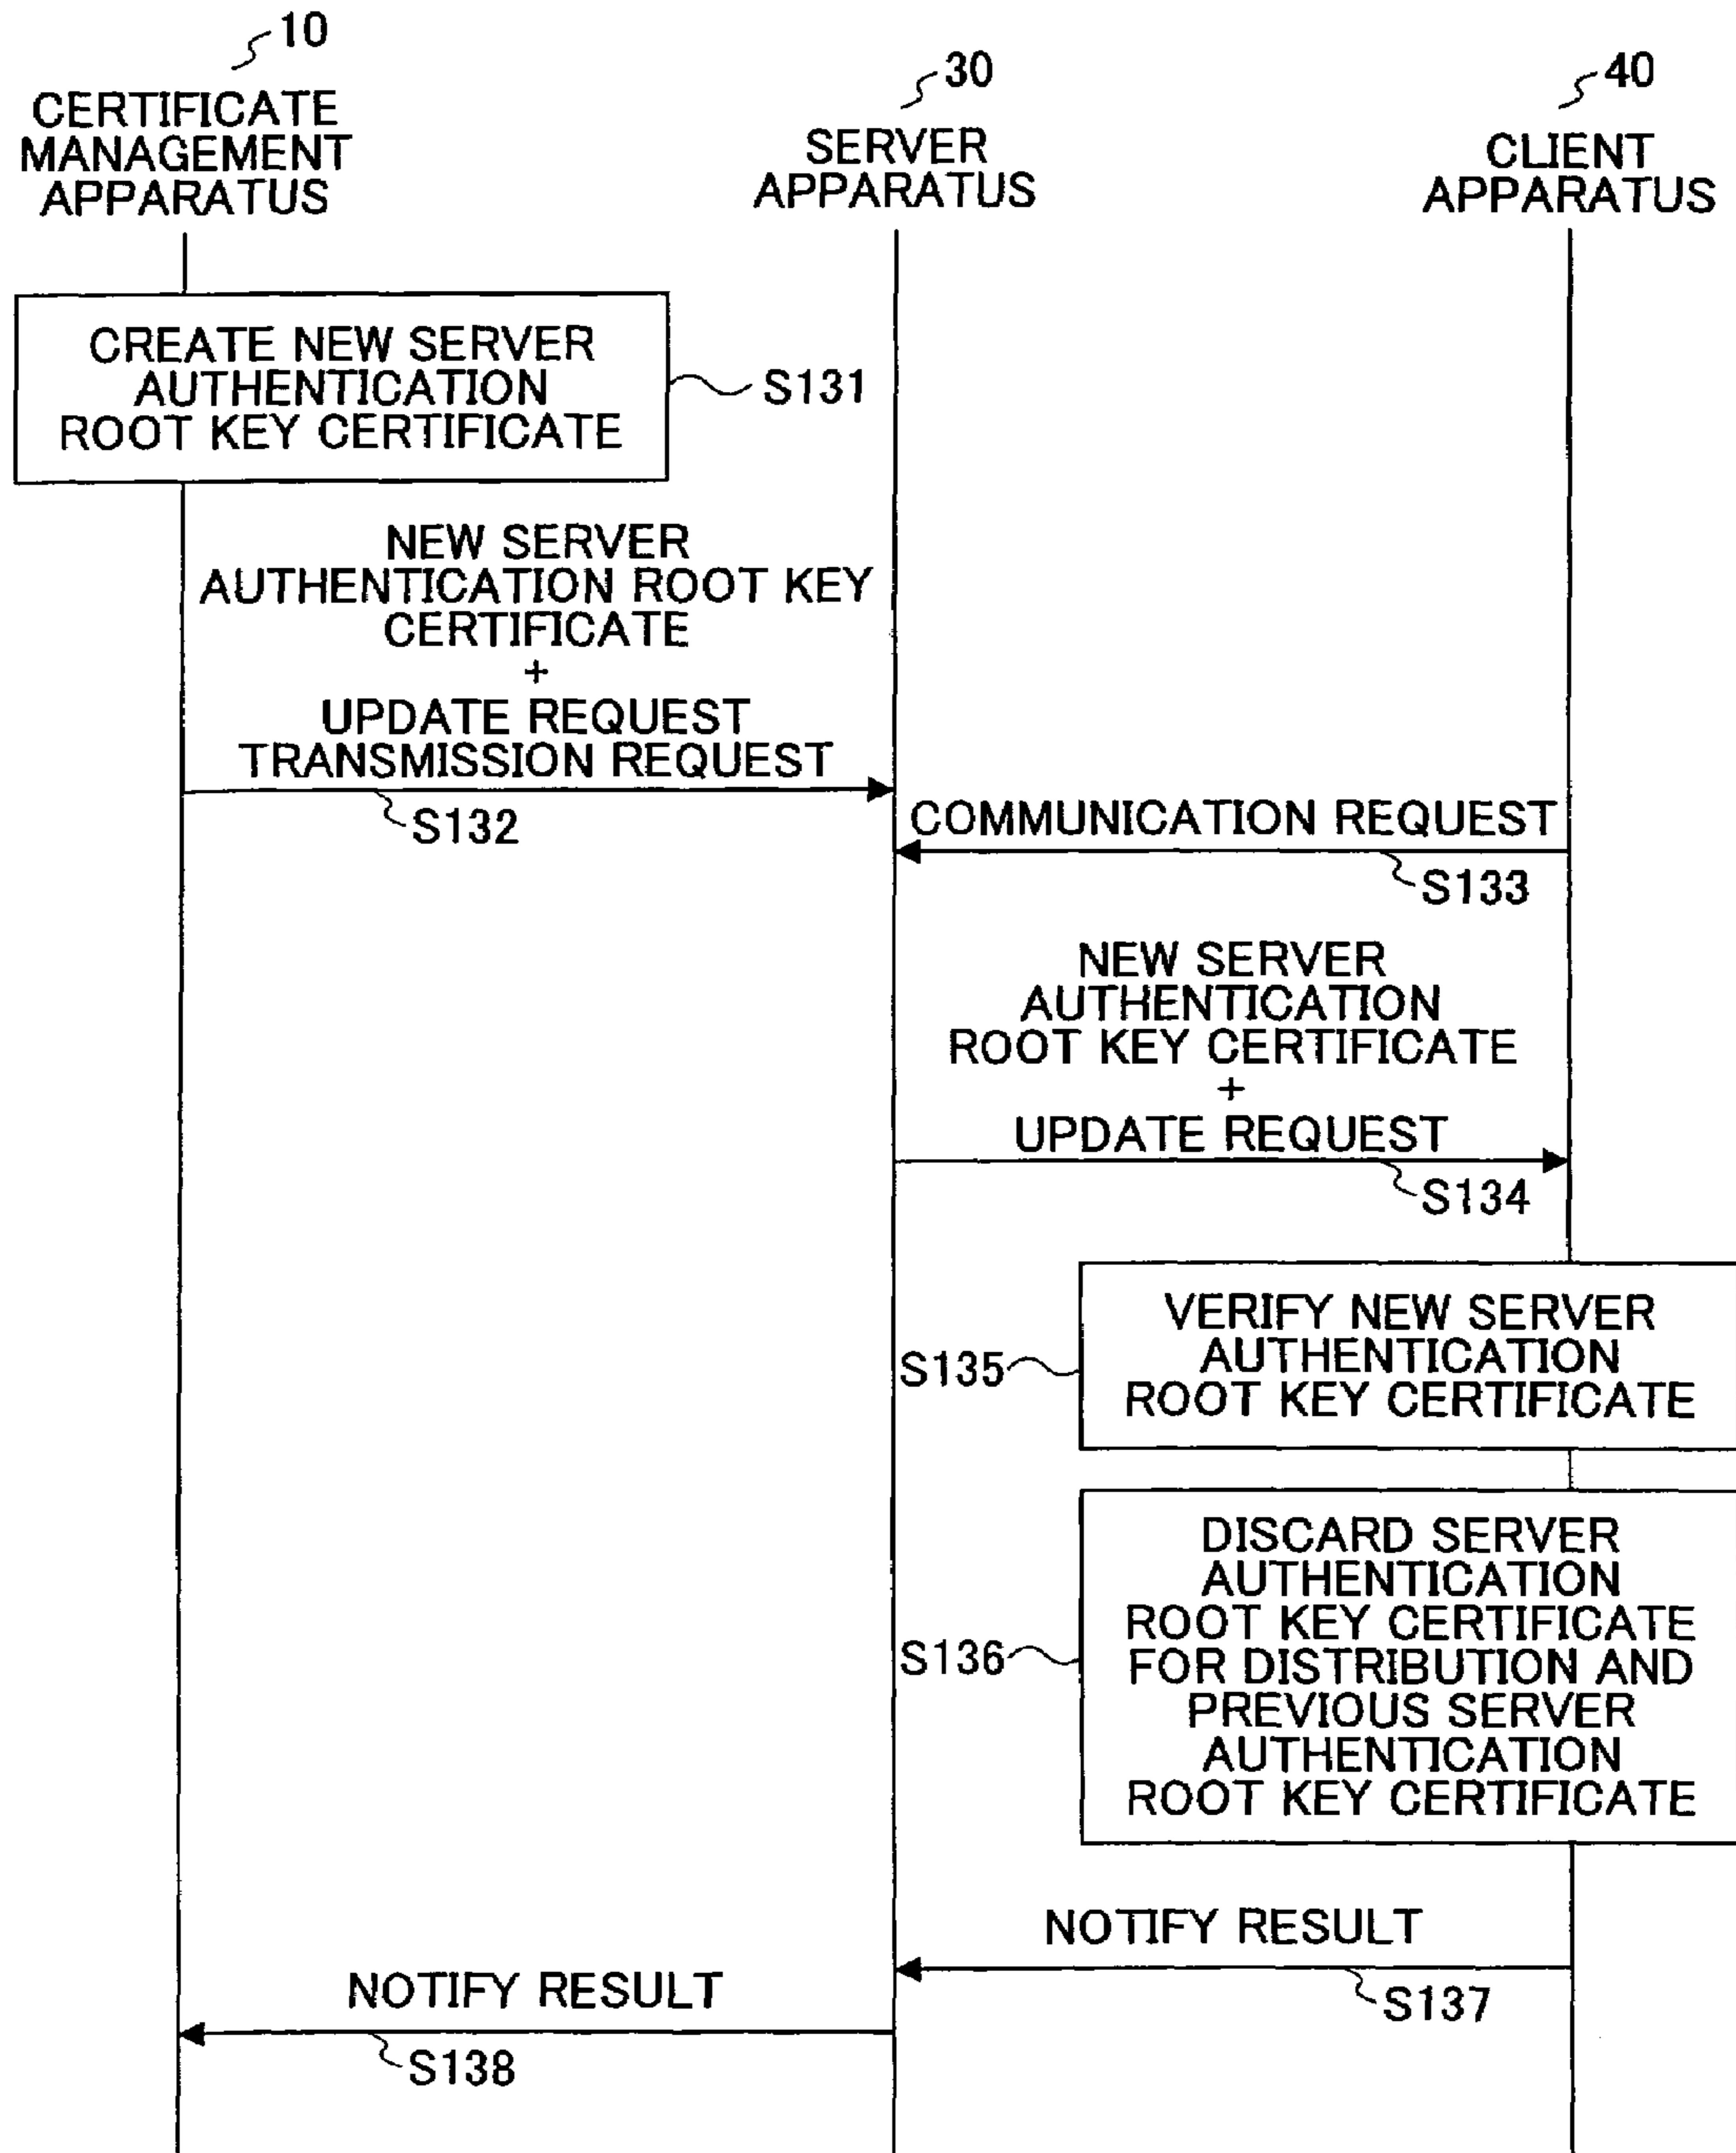 10
CERTIFICATE
MANAGEMENT
APPARATUS
30
SERVER
APPARATUS
40
CLIENT
APPARATUS
CREATE NEW SERVER
AUTHENTICATION
ROOT KEY CERTIFICATE
S131
NEW SERVER
AUTHENTICATION ROOT KEY
CERTIFICATE
+
UPDATE REQUEST
TRANSMISSION REQUEST
S132
COMMUNICATION REQUEST
S133
NEW SERVER
AUTHENTICATION
ROOT KEY CERTIFICATE
+
UPDATE REQUEST
S134
VERIFY NEW SERVER
AUTHENTICATION
ROOT KEY CERTIFICATE
S135
DISCARD SERVER
AUTHENTICATION
ROOT KEY CERTIFICATE
FOR DISTRIBUTION AND
PREVIOUS SERVER
AUTHENTICATION
ROOT KEY CERTIFICATE
S136
NOTIFY RESULT
S137
NOTIFY RESULT
S138